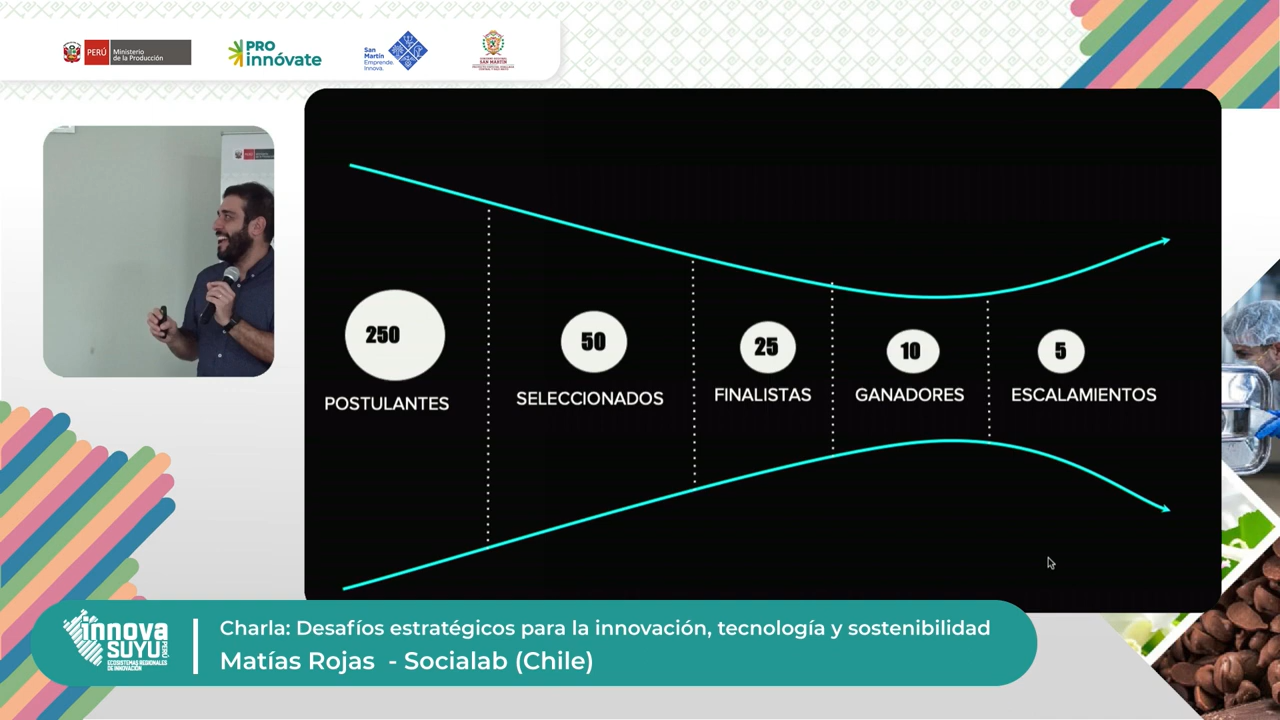 PERÚ
Ministerio
de la Producción
PRO
innóvate
San
Martín
Emprende.
Innova.
SAN MARTÍN
250
POSTULANTES
50
SELECCIONADOS
25
FINALISTAS
10
GANADORES
5
ESCALAMIENTOS
innova
SUYU
PERÚ
ECOSISTEMAS REGIONALES
DE INNOVACIÓN
Charla: Desafíos estratégicos para la innovación, tecnología y sostenibilidad
Matías Rojas - Socialab (Chile)